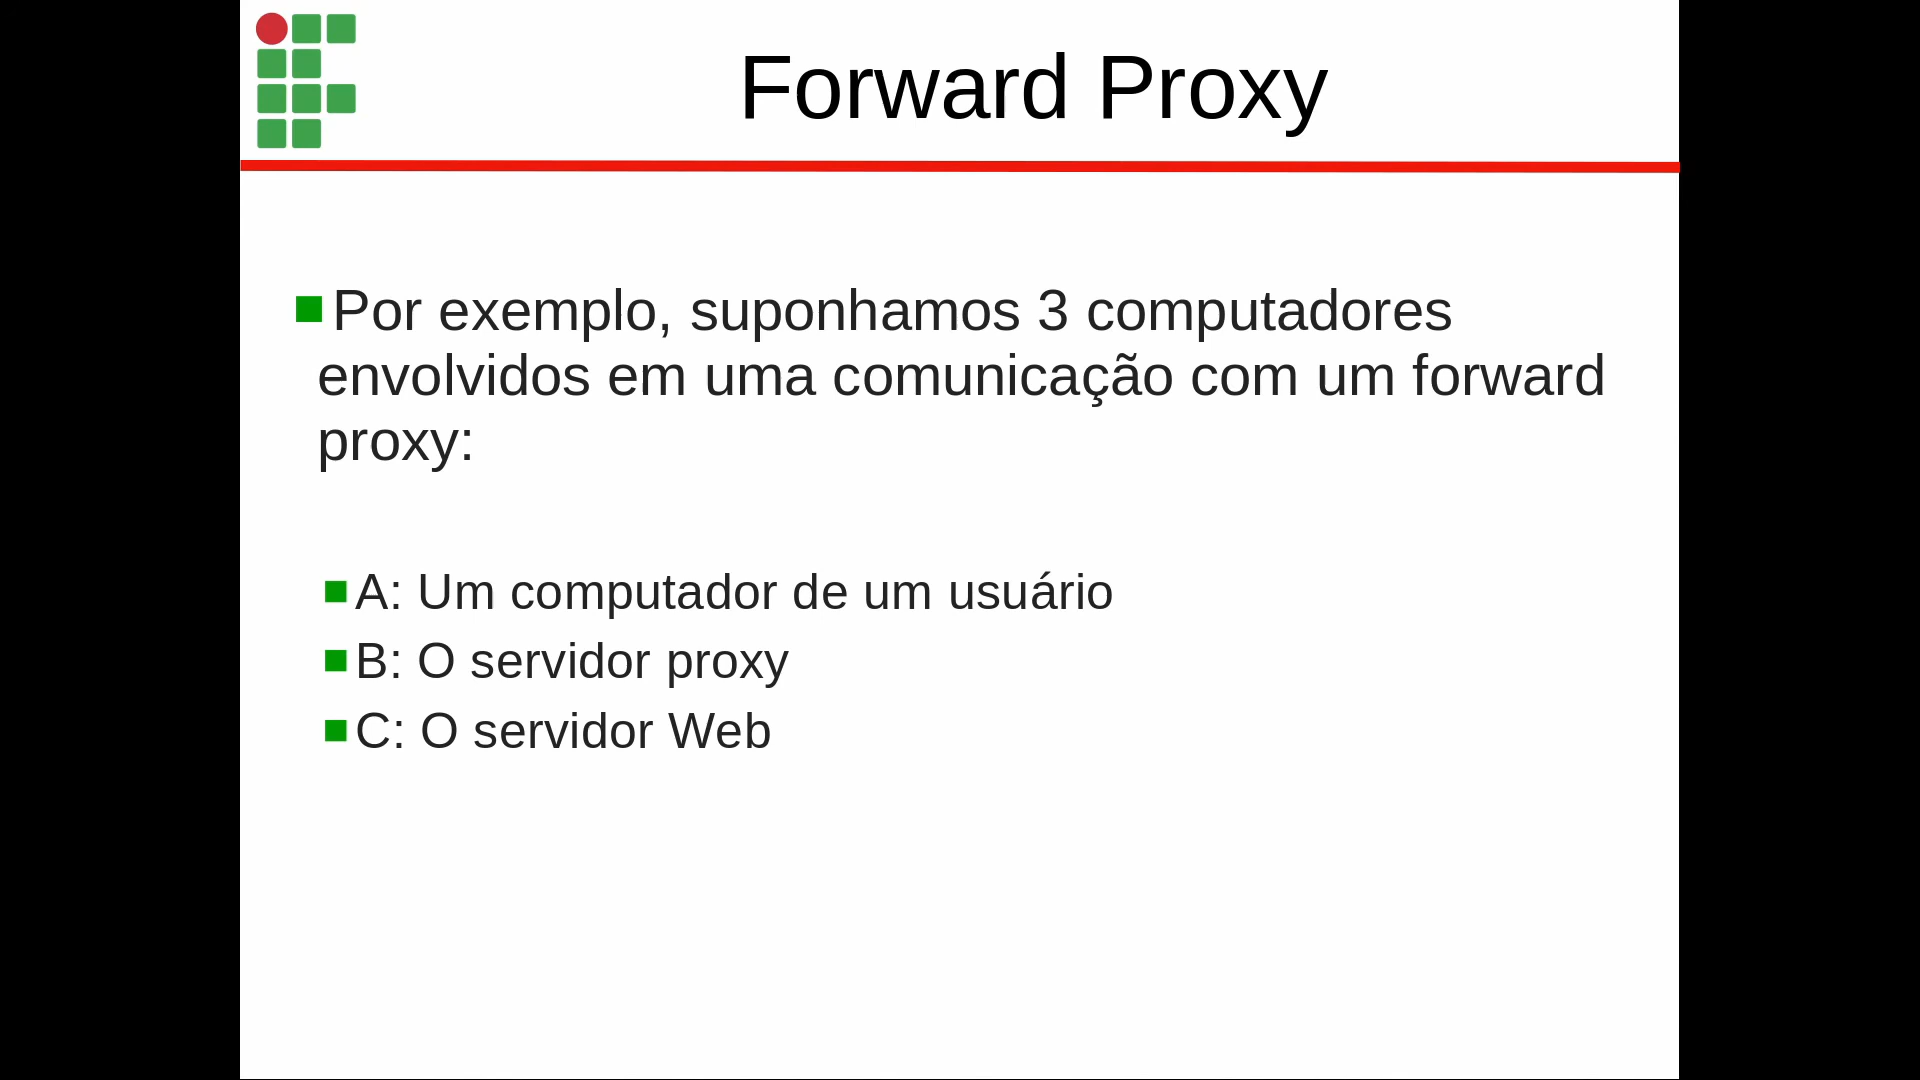 Forward Proxy
Por exemplo, suponhamos 3 computadores
envolvidos em uma comunicação com um forward
proxy:
A: Um computador de um usuário
B: O servidor proxy
C: O servidor Web